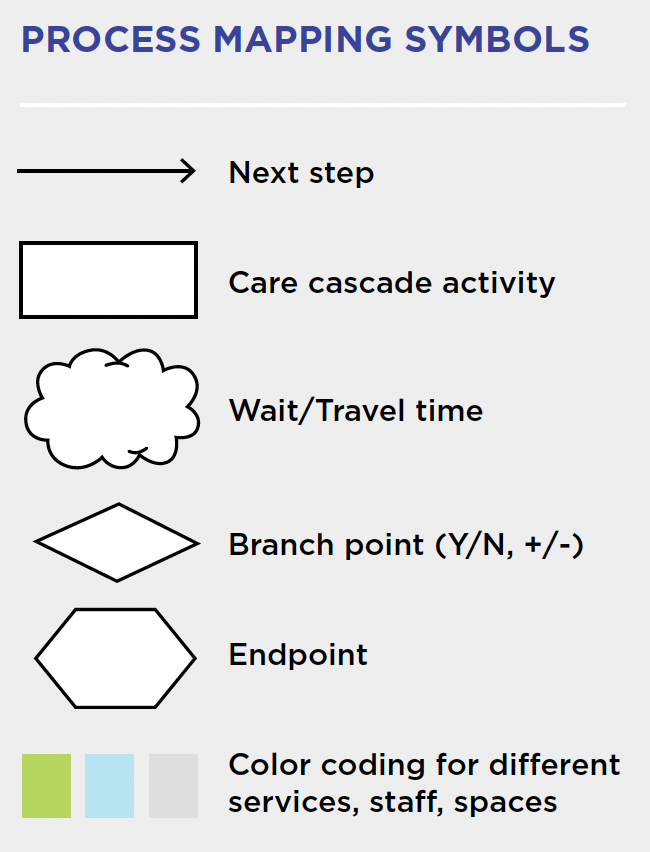 PROCESS MAPPING SYMBOLS
Next step
Care cascade activity
Wait/Travel time
Branch point (Y/N, +/-)
Endpoint
Color coding for different
services, staff, spaces